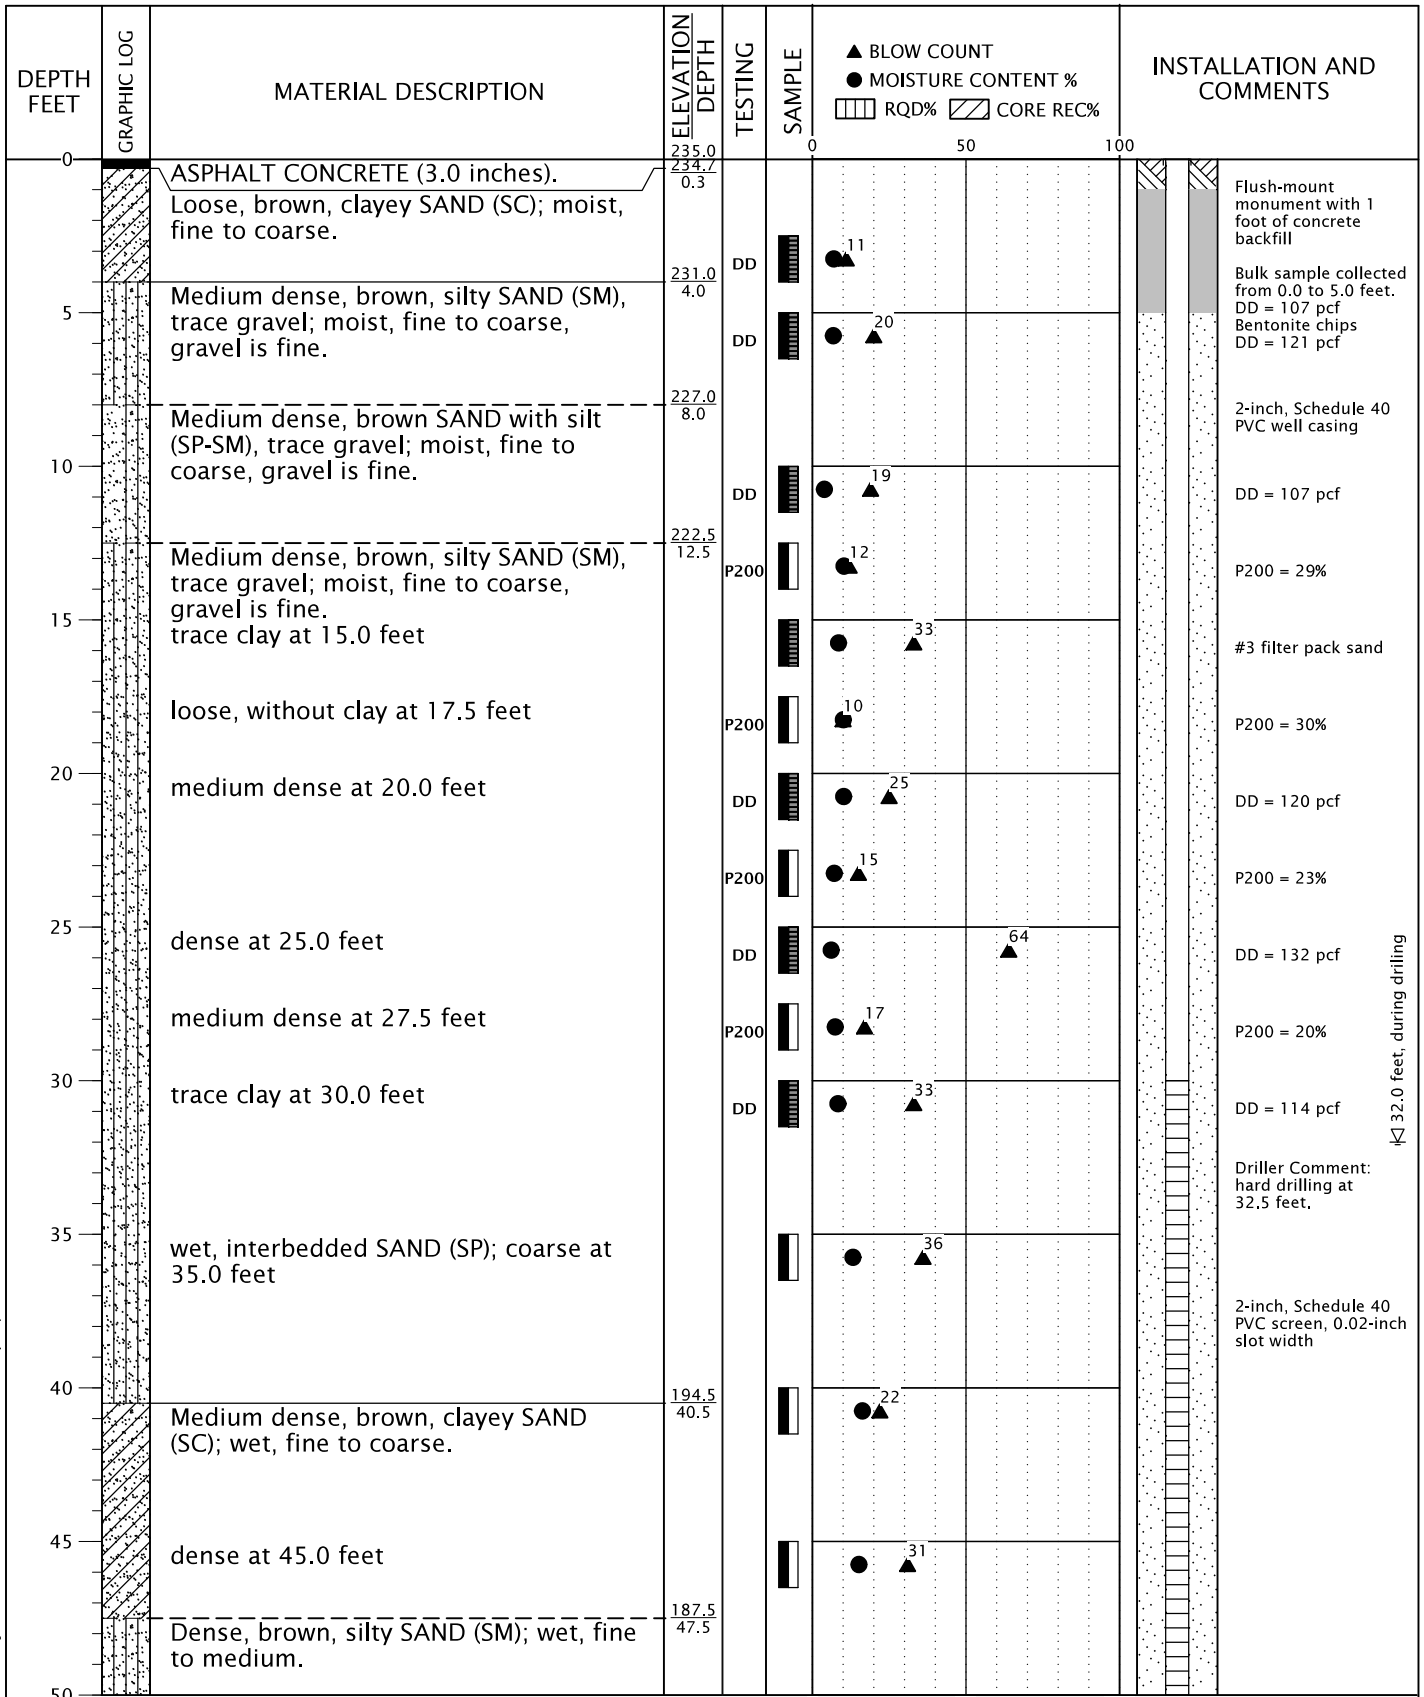 DEPTH
FEET
GRAPHIC LOG
MATERIAL DESCRIPTION
ELEVATION
DEPTH
TESTING
SAMPLE
▲ BLOW COUNT
● MOISTURE CONTENT %
RQD% CORE REC%
INSTALLATION AND
COMMENTS
0 50 100
0
235.0
ASPHALT CONCRETE (3.0 inches).
234.7
0.3
Loose, brown, clayey SAND (SC); moist,
fine to coarse.
Flush-mount
monument with 1
foot of concrete
backfill
DD
11
231.0
4.0
Bulk sample collected
from 0.0 to 5.0 feet.
DD = 107 pcf
Medium dense, brown, silty SAND (SM),
trace gravel; moist, fine to coarse,
gravel is fine.
5
DD
20
Bentonite chips
DD = 121 pcf
227.0
8.0
Medium dense, brown SAND with silt
(SP-SM), trace gravel; moist, fine to
coarse, gravel is fine.
2-inch, Schedule 40
PVC well casing
10
DD
19
DD = 107 pcf
222.5
12.5
Medium dense, brown, silty SAND (SM),
trace gravel; moist, fine to coarse,
gravel is fine.
P200
12
P200 = 29%
15
trace clay at 15.0 feet
33
#3 filter pack sand
loose, without clay at 17.5 feet
P200
10
P200 = 30%
20
medium dense at 20.0 feet
DD
25
DD = 120 pcf
P200
15
P200 = 23%
25
dense at 25.0 feet
DD
64
DD = 132 pcf
medium dense at 27.5 feet
P200
17
P200 = 20%
32.0 feet, during driling
30
trace clay at 30.0 feet
DD
33
DD = 114 pcf
Driller Comment:
hard drilling at
32.5 feet.
35
wet, interbedded SAND (SP); coarse at
35.0 feet
36
2-inch, Schedule 40
PVC screen, 0.02-inch
slot width
40
194.5
40.5
22
Medium dense, brown, clayey SAND
(SC); wet, fine to coarse.
45
dense at 45.0 feet
31
187.5
47.5
Dense, brown, silty SAND (SM); wet, fine
to medium.
50